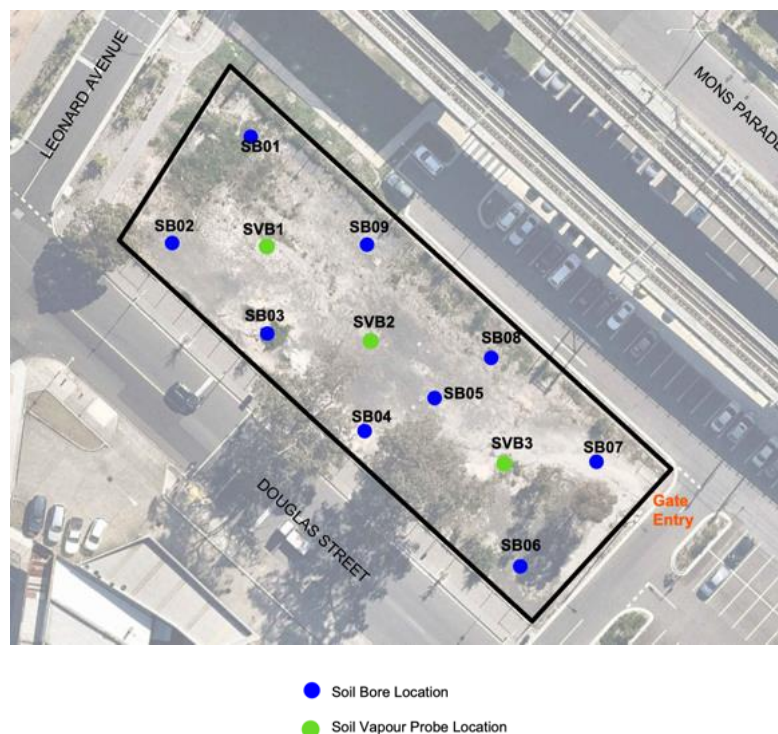 LEONARD AVENUE
MONS PARADE
SB01
SB02
SVB1
SB09
SB03
SVB2
SB08
SB05
SB04
SVB3
SB07
DOUGLAS STREET
Gate
Entry
SB06
Soil Bore Location
Soil Vapour Probe Location